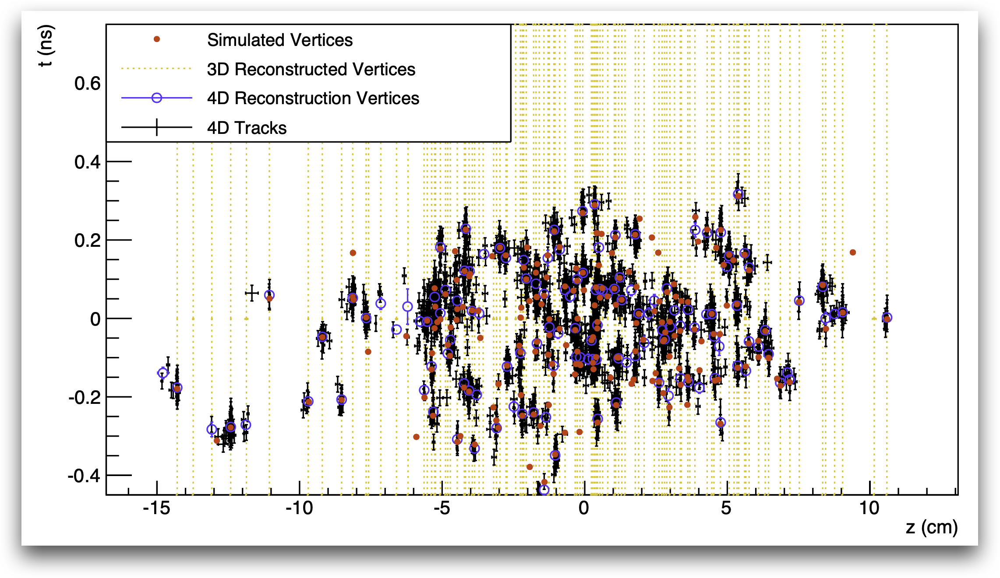 t (ns)
Simulated Vertices
3D Reconstructed Vertices
4D Reconstruction Vertices
4D Tracks
0.6
0.4
0.2
0
-0.2
-0.4
-15 -10 -5 0 5 10
z (cm)